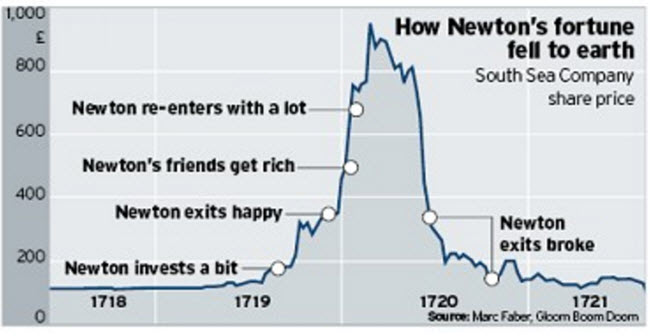 How Newton's fortune
fell to earth
South Sea Company
share price
1,000
£
800
600
400
200
0
Newton re-enters with a lot
Newton's friends get rich
Newton exits happy
Newton invests a bit
Newton
exits broke
1718
1719
1720
1721
Source: Marc Faber, Gloom Boom Doom